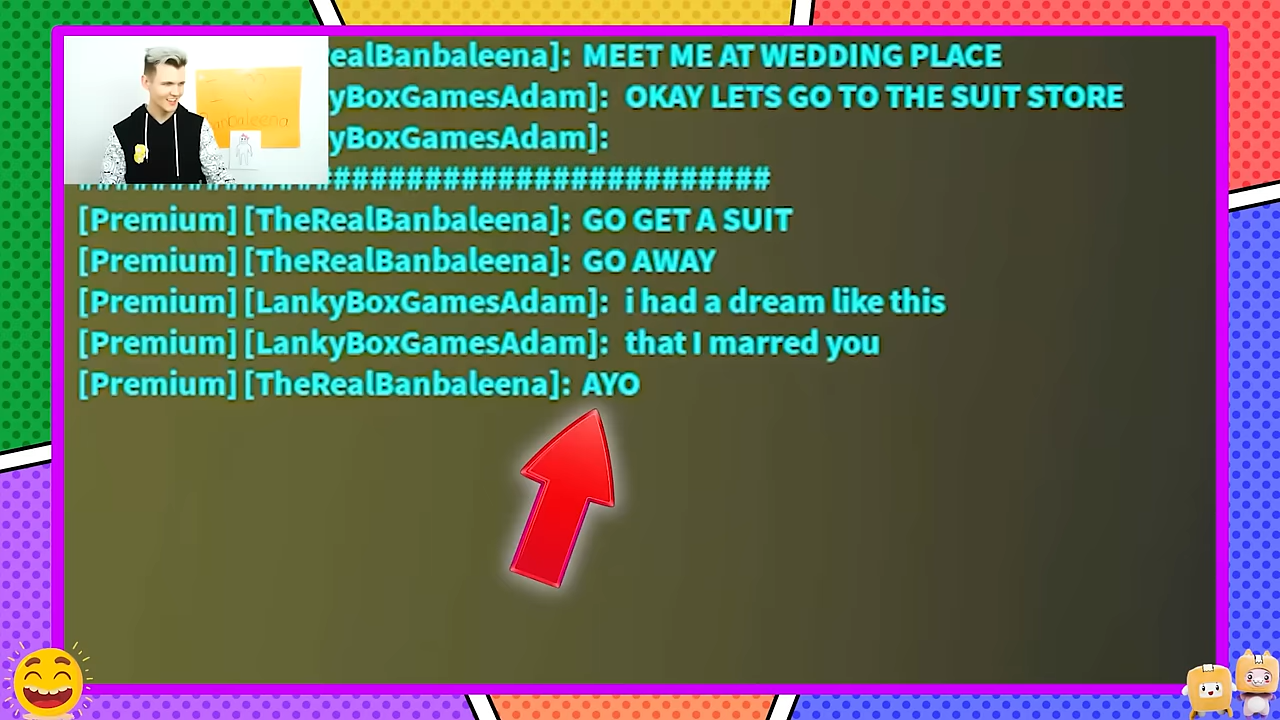 ealBanbaleena]: MEET ME AT WEDDING PLACE
yBoxGamesAdam]: OKAY LETS GO TO THE SUIT STORE
yBoxGamesAdam]:
######################################
[Premium] [TheRealBanbaleena]: GO GET A SUIT
[Premium] [TheRealBanbaleena]: GO AWAY
[Premium] [LankyBoxGamesAdam]: i had a dream like this
[Premium] [LankyBoxGamesAdam]: that I marred you
[Premium] [TheRealBanbaleena]: AYO